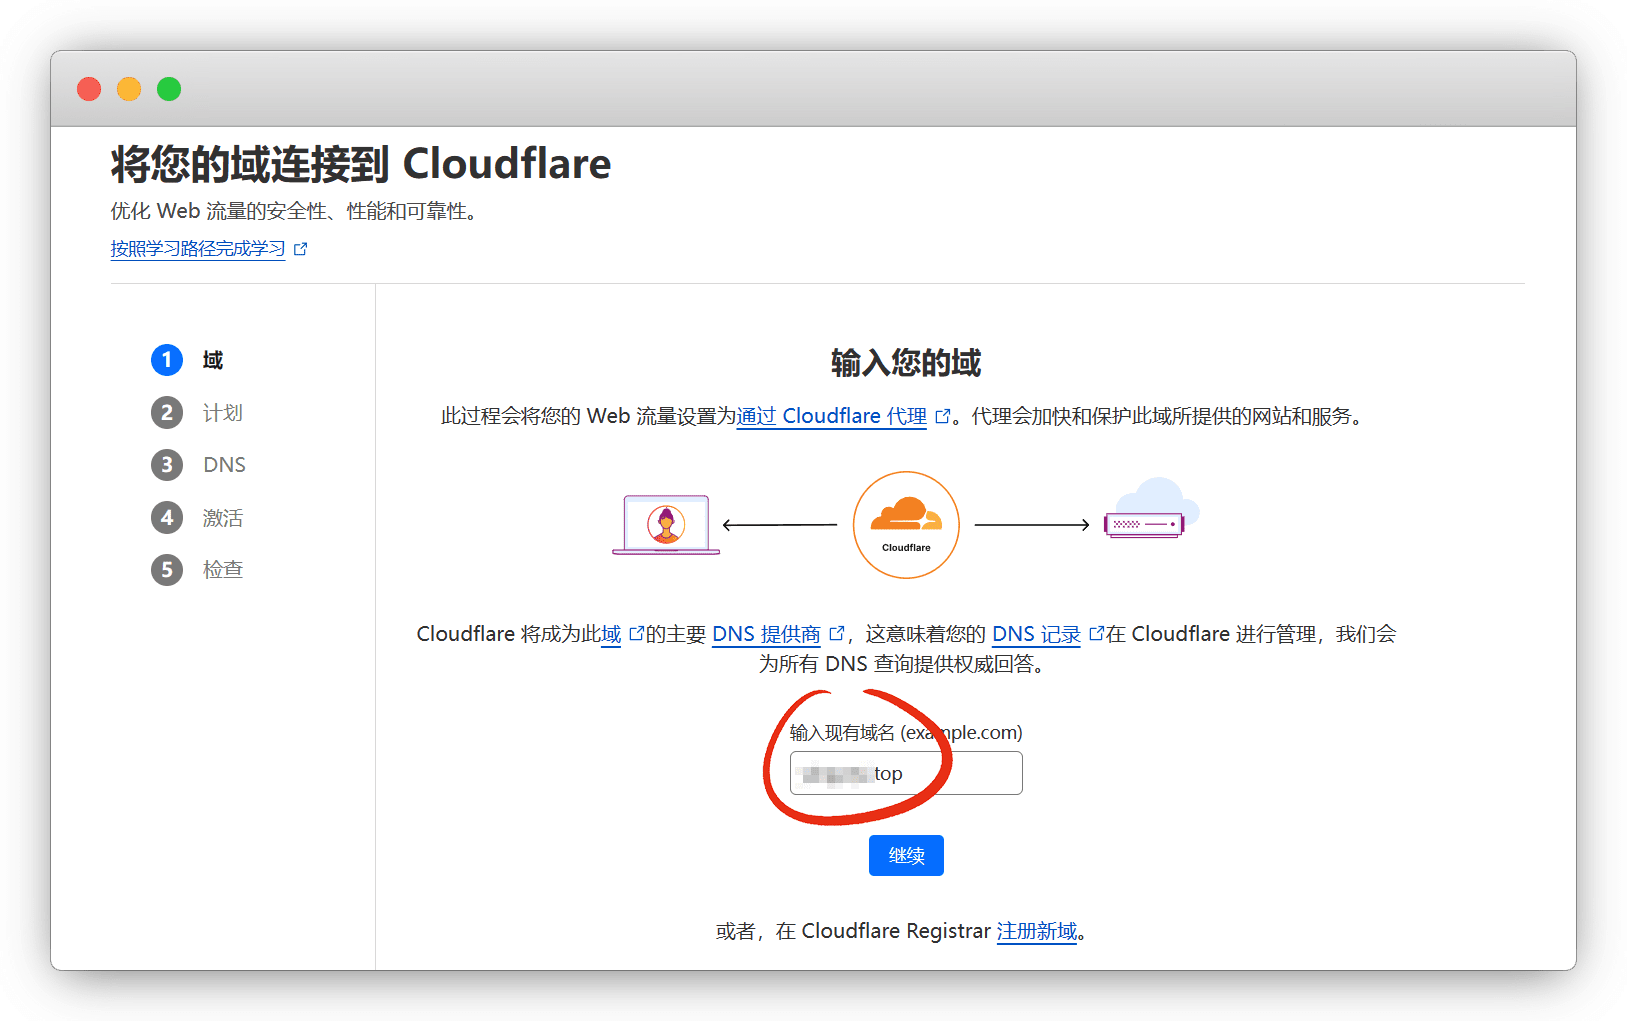 将您的域连接到 Cloudflare
优化 Web 流量的安全性、性能和可靠性。
按照学习路径完成学习
1 域
2 计划
3 DNS
4 激活
5 检查
输入您的域
此过程会将您的 Web 流量设置为通过 Cloudflare 代理。代理会加快和保护此域所提供的网站和服务。
Cloudflare
Cloudflare 将成为此域的主要 DNS 提供商，这意味着您的 DNS 记录在 Cloudflare 进行管理，我们会
为所有 DNS 查询提供权威回答。
输入现有域名 (example.com)
top
继续
或者，在 Cloudflare Registrar 注册新域。